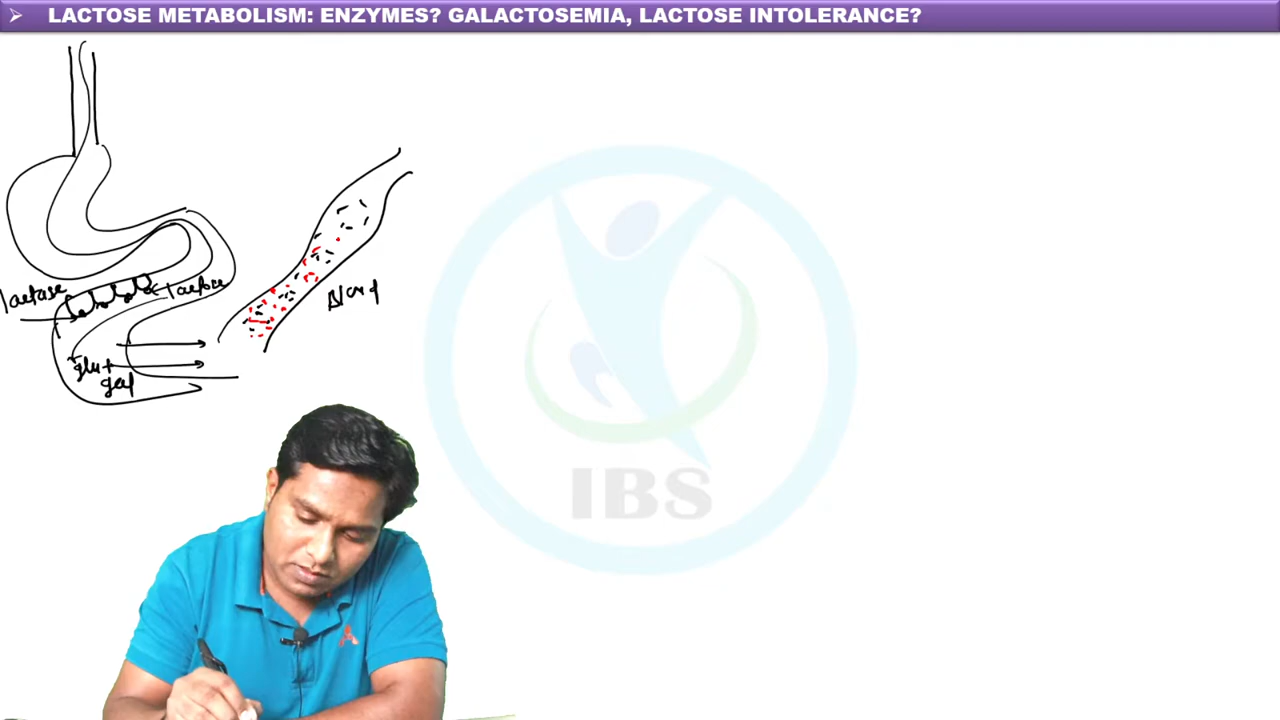 LACTOSE METABOLISM: ENZYMES? GALACTOSEMIA, LACTOSE INTOLERANCE?
lactase
lactose
Blood
glu +
gal
IBS